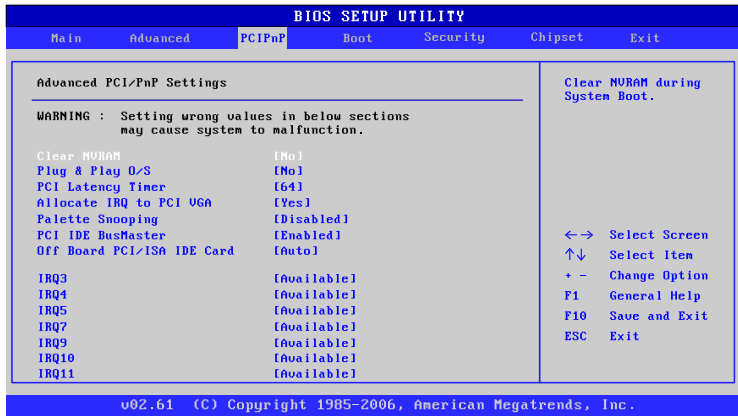 BIOS SETUP UTILITY
Main Advanced PCIPnP Boot Security Chipset Exit
Advanced PCI/PnP Settings
WARNING : Setting wrong values in below sections
may cause system to malfunction.
Clear NVRAM [No]
Plug & Play O/S [No]
PCI Latency Timer [64]
Allocate IRQ to PCI VGA [Yes]
Palette Snooping [Disabled]
PCI IDE BusMaster [Enabled]
Off Board PCI/ISA IDE Card [Auto]
IRQ3 [Available]
IRQ4 [Available]
IRQ5 [Available]
IRQ7 [Available]
IRQ9 [Available]
IRQ10 [Available]
IRQ11 [Available]
Clear NVRAM during
System Boot.
←→ Select Screen
↑↓ Select Item
+ - Change Option
F1 General Help
F10 Save and Exit
ESC Exit
v02.61 (C) Copyright 1985-2006, American Megatrends, Inc.